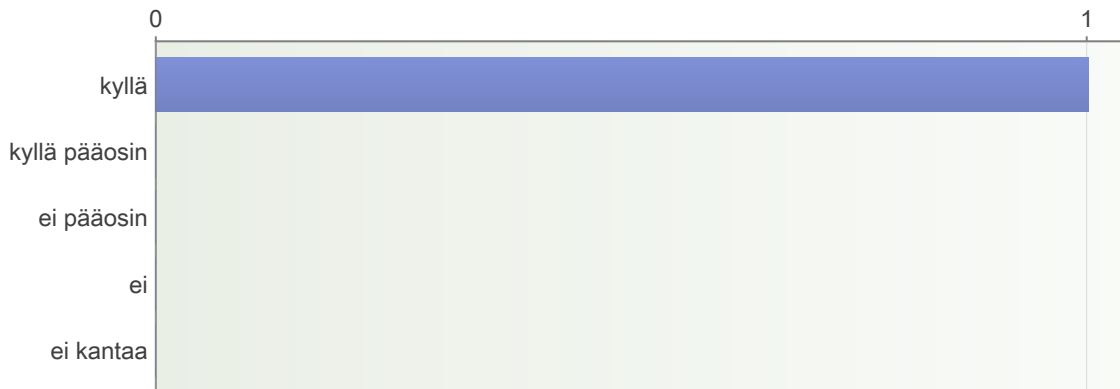 0 1
kyllä
kyllä pääosin
ei pääosin
ei
ei kantaa